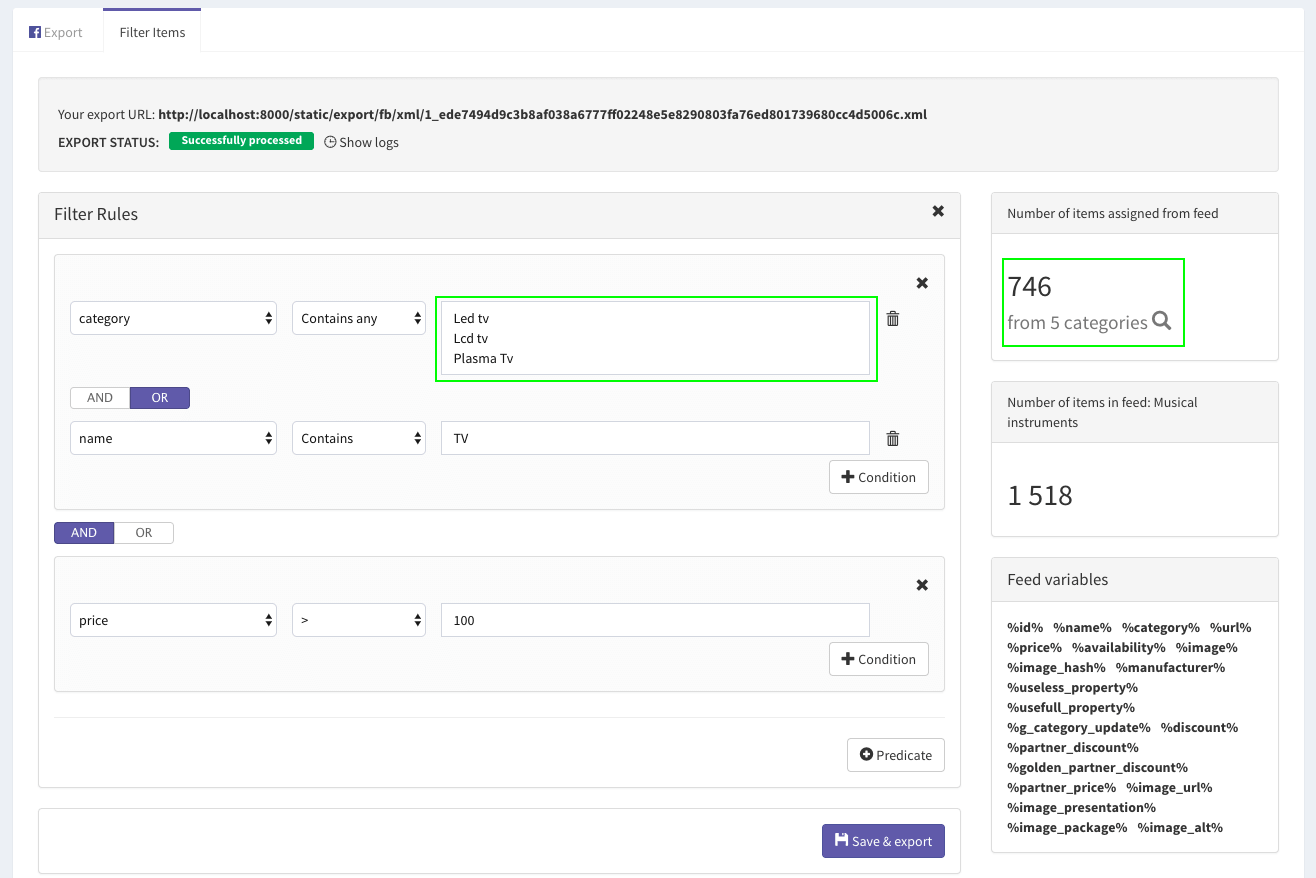 Export
Filter Items
Your export URL: http://localhost:8000/static/export/fb/xml/1_ede7494d9c3b8af038a6777ff02248e5e8290803fa76ed801739680cc4d5006c.xml
EXPORT STATUS: Successfully processed Show logs
Filter Rules
category
Contains any
Led tv
Lcd tv
Plasma Tv
AND OR
name
Contains
TV
Condition
AND OR
price
>
100
Condition
Predicate
Save & export
Number of items assigned from feed
746
from 5 categories
Number of items in feed: Musical
instruments
1 518
Feed variables
%id% %name% %category% %url%
%price% %availability% %image%
%image_hash% %manufacturer%
%useless_property%
%usefull_property%
%g_category_update% %discount%
%partner_discount%
%golden_partner_discount%
%partner_price% %image_url%
%image_presentation%
%image_package% %image_alt%